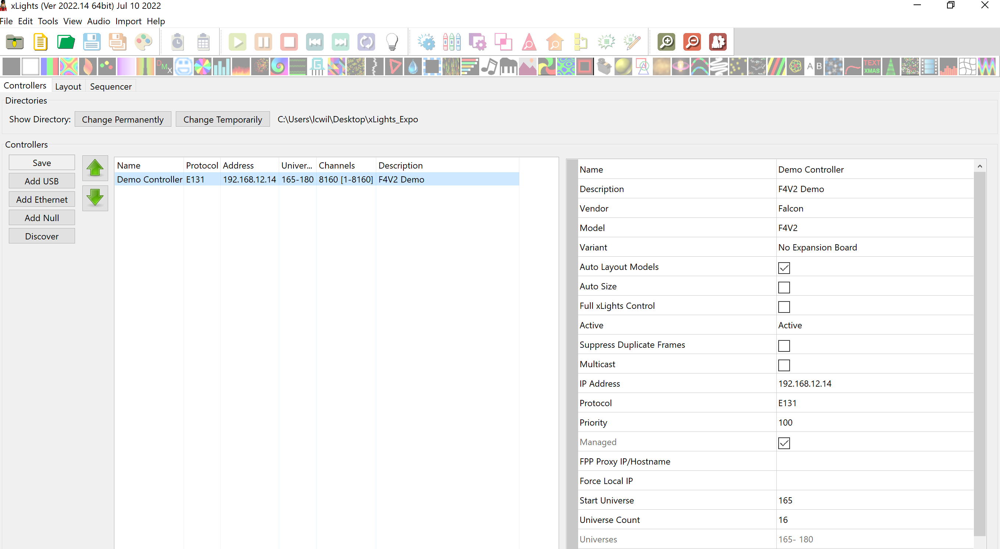 xLights (Ver 2022.14 64bit) Jul 10 2022
File Edit Tools View Audio Import Help
DMX
A B
TEXT
XMAS
Controllers Layout Sequencer
Directories
Show Directory: Change Permanently Change Temporarily C:\Users\lcwil\Desktop\xLights_Expo
Controllers
Save
Add USB
Add Ethernet
Add Null
Discover
Name Protocol Address Univer... Channels Description
Demo Controller E131 192.168.12.14 165-180 8160 [1-8160] F4V2 Demo
Name Demo Controller
Description F4V2 Demo
Vendor Falcon
Model F4V2
Variant No Expansion Board
Auto Layout Models
Auto Size
Full xLights Control
Active Active
Suppress Duplicate Frames
Multicast
IP Address 192.168.12.14
Protocol E131
Priority 100
Managed
FPP Proxy IP/Hostname
Force Local IP
Start Universe 165
Universe Count 16
Universes 165- 180